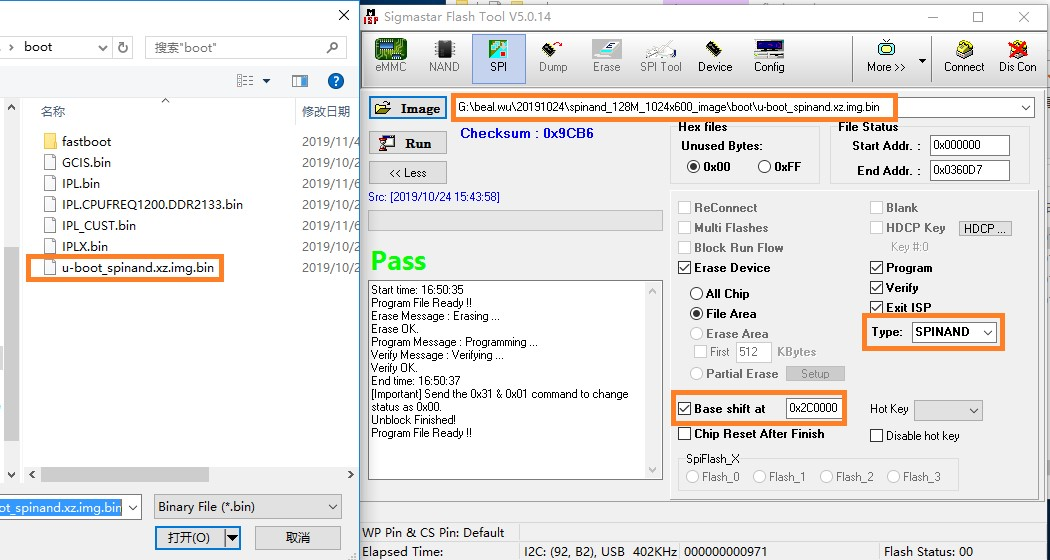 boot
搜索"boot"
名称
修改日期
fastboot
2019/11/4
GCIS.bin
2019/10/2
IPL.bin
2019/11/6
IPL.CPUFREQ1200.DDR2133.bin
2019/10/2
IPL_CUST.bin
2019/11/6
IPLX.bin
2019/10/2
u-boot_spinand.xz.img.bin
2019/10/2
ot_spinand.xz.img.bin
Binary File (*.bin)
打开(O)
取消
M
ISP
Sigmastar Flash Tool V5.0.14
eMMC
NAND
SPI
Dump
Erase
SPI Tool
Device
Config
More >>
Connect
Dis Con
Image
G:\beal.wu\20191024\spinand_128M_1024x600_image\boot\u-boot_spinand.xz.img.bin
Run
Checksum : 0x9CB6
<< Less
Src: [2019/10/24 15:43:58]
Hex files
Unused Bytes:
0x00
0xFF
File Status
Start Addr. :
0x000000
End Addr. :
0x0360D7
Pass
Start time: 16:50:35
Program File Ready !!
Erase Message : Erasing ...
Erase OK.
Program Message : Programming ...
Verify Message : Verifying ...
Verify OK.
End time: 16:50:37
[Important] Send the 0x31 & 0x01 command to change
status as 0x00.
Unblock Finished!
Program File Ready !!
ReConnect
Blank
Multi Flashes
HDCP Key
HDCP ...
Block Run Flow
Key #:0
Erase Device
Program
Verify
All Chip
Exit ISP
File Area
Type:
SPINAND
Erase Area
First
512
KBytes
Partial Erase
Setup
Base shift at
0x2C0000
Hot Key
Chip Reset After Finish
Disable hot key
SpiFlash_X
Flash_0
Flash_1
Flash_2
Flash_3
WP Pin & CS Pin: Default
Elapsed Time:
I2C: (92, B2), USB 402KHz
000000000971
Flash Status: 00